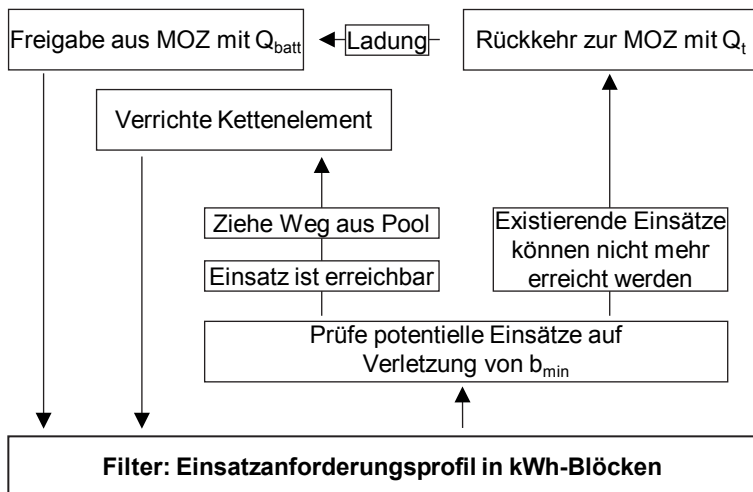 Freigabe aus MOZ mit Q_batt
Ladung
Rückkehr zur MOZ mit Q_t
Verrichte Kettenelement
Ziehe Weg aus Pool
Einsatz ist erreichbar
Existierende Einsätze
können nicht mehr
erreicht werden
Prüfe potentielle Einsätze auf
Verletzung von b_min
Filter: Einsatzanforderungsprofil in kWh-Blöcken